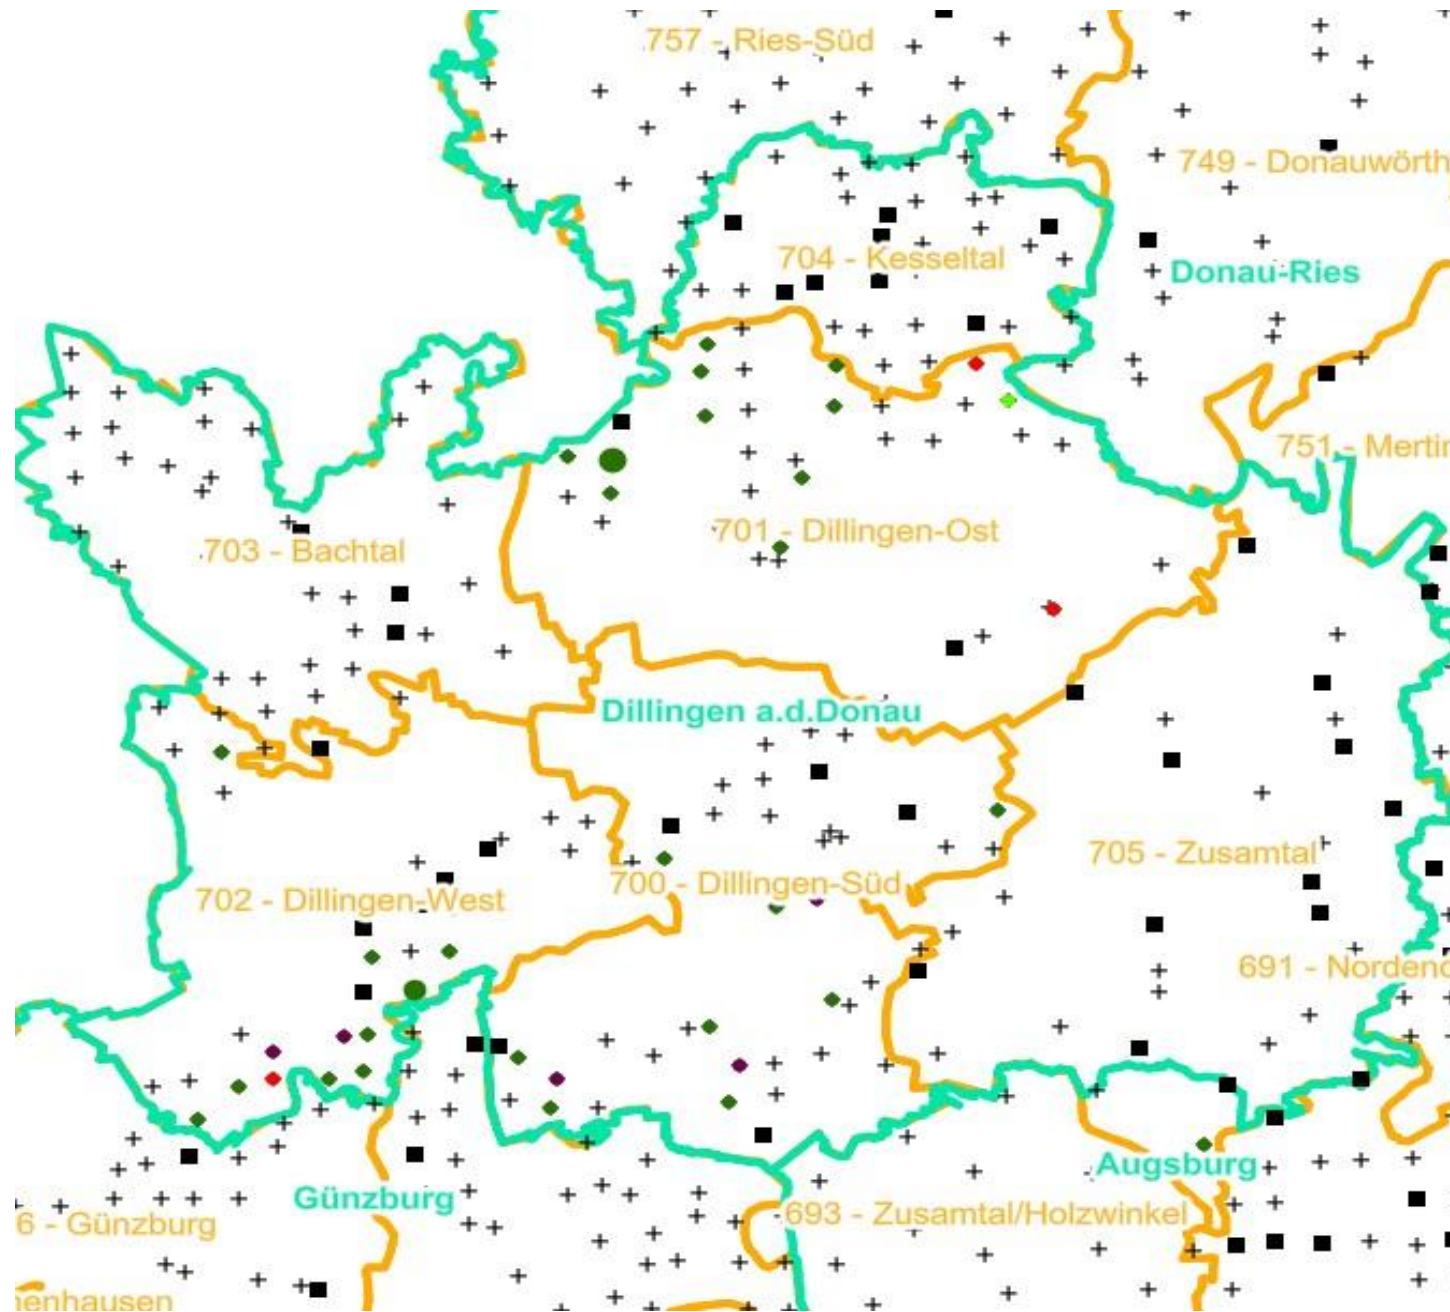 757 - Ries-Süd
749 - Donauwörth
704 - Kesseltal
Donau-Ries
751 - Mertin
701 - Dillingen-Ost
703 - Bachtal
Dillingen a.d.Donau
705 - Zusamtal
700 - Dillingen-Süd
702 - Dillingen-West
691 - Nordend
Augsburg
Günzburg
693 - Zusamtal/Holzwinkel
6 - Günzburg
enhausen